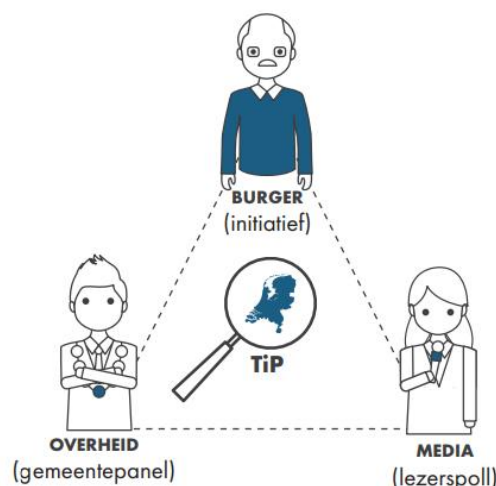 BURGER
(initiatief)
TiP
OVERHEID
(gemeentepanel)
MEDIA
(lezerspoll)